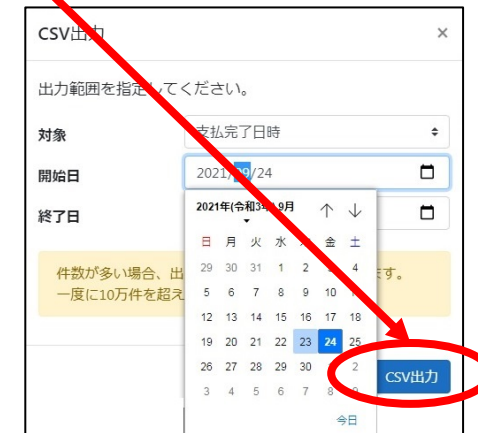 CSV出力 ×
出力範囲を指定してください。
対象 支払完了日時
開始日 2021/09/24
終了日
2021年(令和3年) 9月 ↑ ↓
日 月 火 水 金 土
29 30 31 1 2 3 4
5 6 7 8 9 10
12 13 14 15 16 17 18
19 20 21 22 23 24 25
26 27 28 29 30 2
3 4 5 6 7 8 9
今日
件数が多い場合、出 ます。
一度に10万件を超え
CSV出力